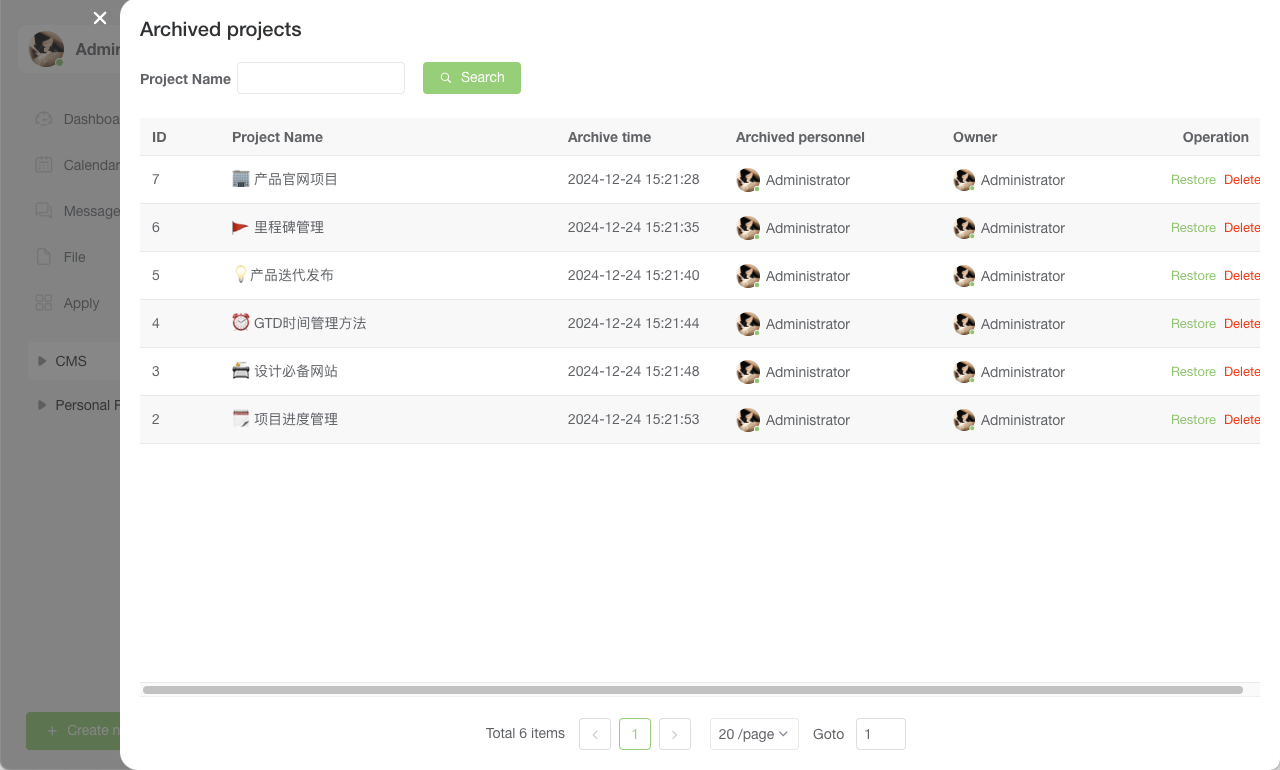 Archived projects
Project Name
Search
ID Project Name Archive time Archived personnel Owner Operation
7 🏢 产品官网项目 2024-12-24 15:21:28 Administrator Administrator Restore Delete
6 🚩 里程碑管理 2024-12-24 15:21:35 Administrator Administrator Restore Delete
5 💡产品迭代发布 2024-12-24 15:21:40 Administrator Administrator Restore Delete
4 ⏰ GTD时间管理方法 2024-12-24 15:21:44 Administrator Administrator Restore Delete
3 设计必备网站 2024-12-24 15:21:48 Administrator Administrator Restore Delete
2 🗓 项目进度管理 2024-12-24 15:21:53 Administrator Administrator Restore Delete
Total 6 items 1 20 /page Goto 1
Admin
Dashboa
Calendar
Message
File
Apply
CMS
Personal P
+ Create n